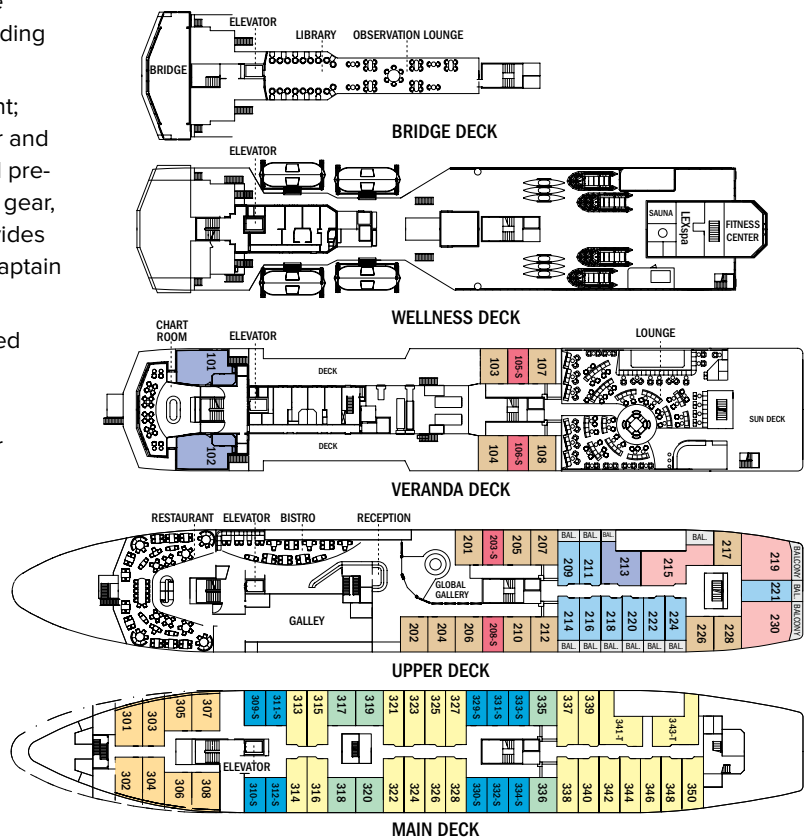 ding
nt;
r and
l pre-
gear,
vides
aptain
ed
r
ELEVATOR
LIBRARY
OBSERVATION LOUNGE
BRIDGE
BRIDGE DECK
ELEVATOR
SAUNA
LEXspa
FITNESS
CENTER
WELLNESS DECK
CHART
ROOM
ELEVATOR
LOUNGE
101
DECK
103
105-S
107
SUN DECK
102
DECK
104
106-S
108
VERANDA DECK
RESTAURANT
ELEVATOR
BISTRO
RECEPTION
201
203-S
205
207
BAL.
BAL.
BAL.
BAL.
209
211
213
215
217
219
BALCONY
GLOBAL
GALLERY
221
BAL.
GALLEY
202
204
206
208-S
210
212
214
216
218
220
222
224
226
228
230
BALCONY
BAL.
BAL.
BAL.
BAL.
BAL.
BAL.
UPPER DECK
301
303
305
307
309-S
311-S
313
315
317
319
321
323
325
327
329-S
331-S
333-S
335
337
339
341-T
343-T
ELEVATOR
302
304
306
308
310-S
312-S
314
316
318
320
322
324
326
328
330-S
332-S
334-S
336
338
340
342
344
346
348
350
MAIN DECK